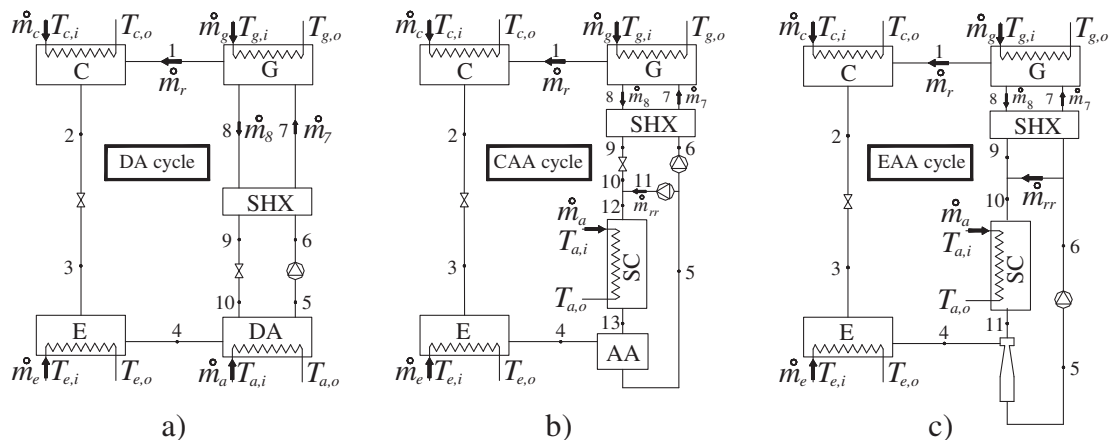 ṁc Tc,i Tc,o ṁg Tg,i Tg,o
C 1 G
ṁr
2 8 ṁ8 7 ṁ7
DA cycle
SHX
9 6
3
10 5
E 4 DA
ṁe Te,i Te,o ṁa Ta,i Ta,o
a)
ṁc Tc,i Tc,o ṁg Tg,i Tg,o
C 1 G
ṁr
8 ṁ8 7 ṁ7
2 SHX
9 6
CAA cycle
10 11
12 ṁrr
ṁa
Ta,i
SC
3 5
Ta,o
13
E 4 AA
ṁe Te,i Te,o
b)
ṁc Tc,i Tc,o ṁg Tg,i Tg,o
C 1 G
ṁr
8 ṁ8 7 ṁ7
2 SHX
9
EAA cycle
10 ṁrr
ṁa
Ta,i
SC
6
3
Ta,o
11
E 4
5
ṁe Te,i Te,o
c)